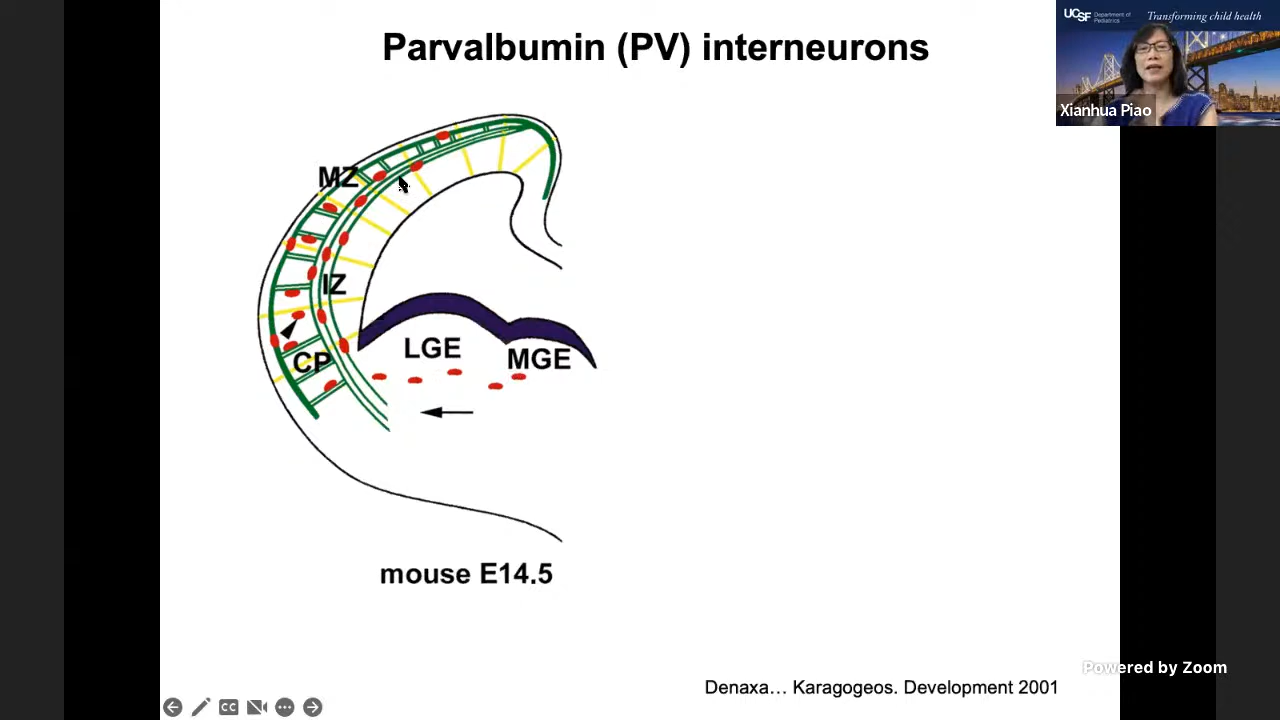 Parvalbumin (PV) interneurons
UCSF Department of Pediatrics
Transforming child health
Xianhua Piao
MZ
IZ
CP
LGE
MGE
mouse E14.5
Powered by Zoom
Denaxa… Karagogeos. Development 2001
CC